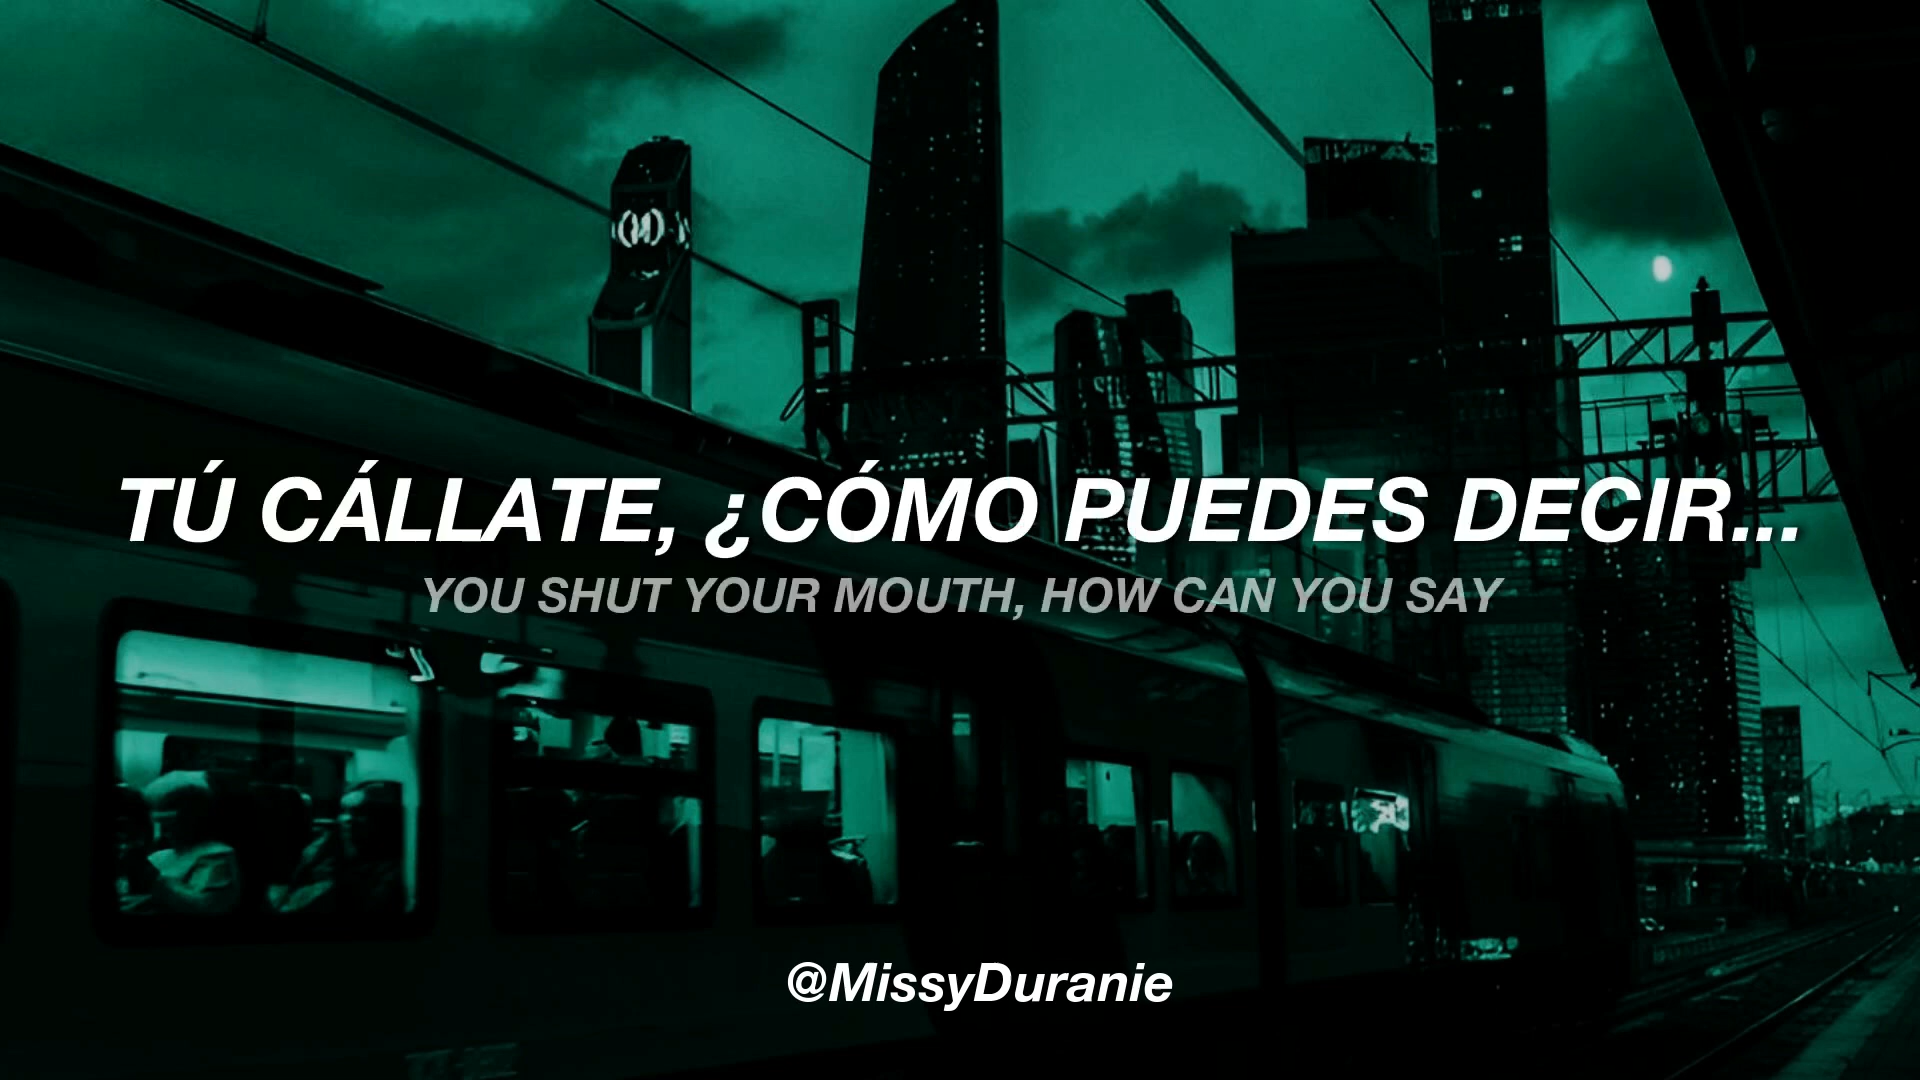 TÚ CÁLLATE, ¿CÓMO PUEDES DECIR...
YOU SHUT YOUR MOUTH, HOW CAN YOU SAY
@MissyDuranie